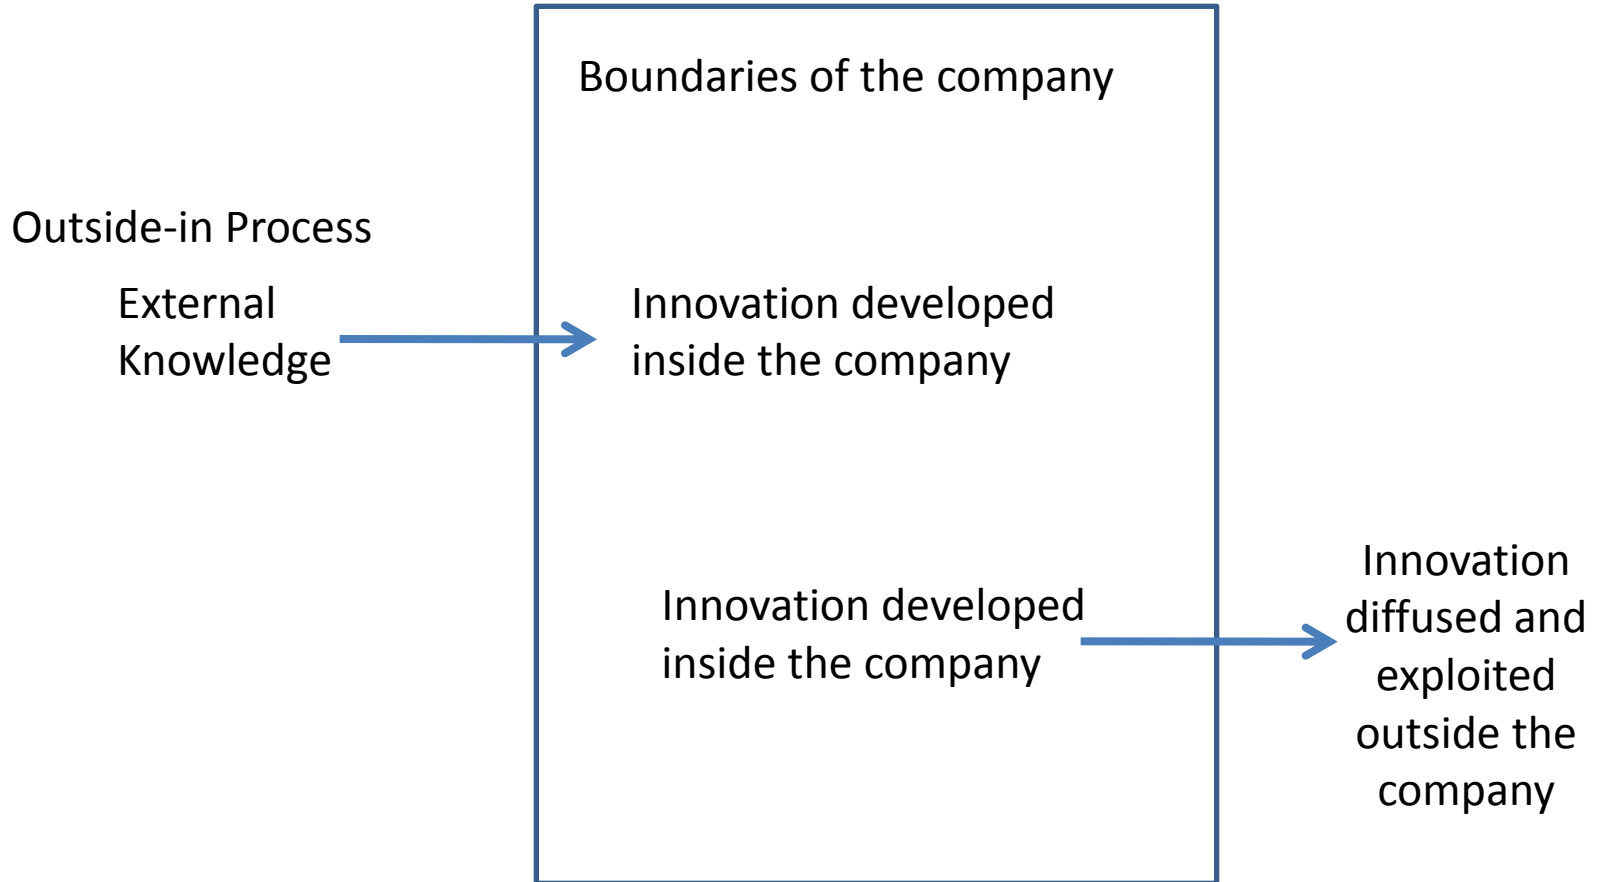 Boundaries of the company
Outside-in Process
External
Knowledge
Innovation developed
inside the company
Innovation developed
inside the company
Innovation
diffused and
exploited
outside the
company